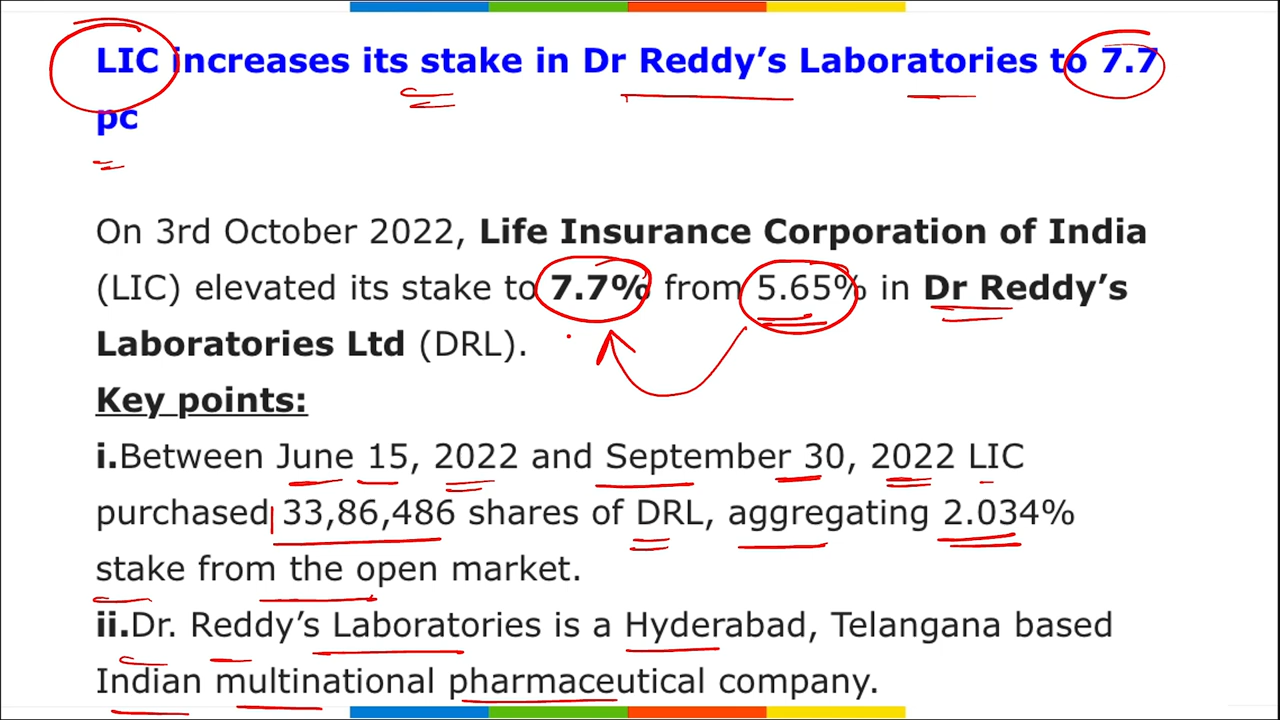 LIC increases its stake in Dr Reddy’s Laboratories to 7.7
pc
On 3rd October 2022, Life Insurance Corporation of India
(LIC) elevated its stake to 7.7% from 5.65% in Dr Reddy’s
Laboratories Ltd (DRL).
Key points:
i.Between June 15, 2022 and September 30, 2022 LIC
purchased 33,86,486 shares of DRL, aggregating 2.034%
stake from the open market.
ii.Dr. Reddy’s Laboratories is a Hyderabad, Telangana based
Indian multinational pharmaceutical company.